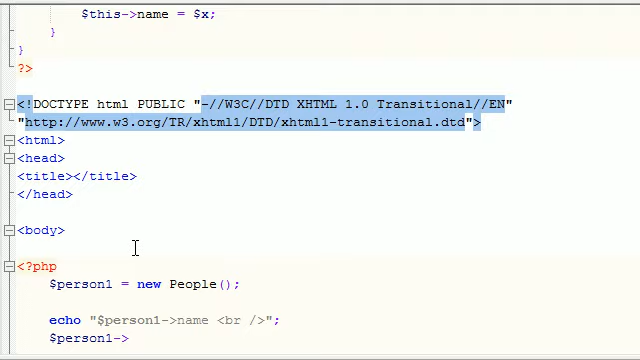 $this->name = $x;
}
}
?>
<!DOCTYPE html PUBLIC "-//W3C//DTD XHTML 1.0 Transitional//EN"
"http://www.w3.org/TR/xhtml1/DTD/xhtml1-transitional.dtd">
<html>
<head>
<title></title>
</head>
<body>
<?php
$person1 = new People();
echo "$person1->name <br />";
$person1->